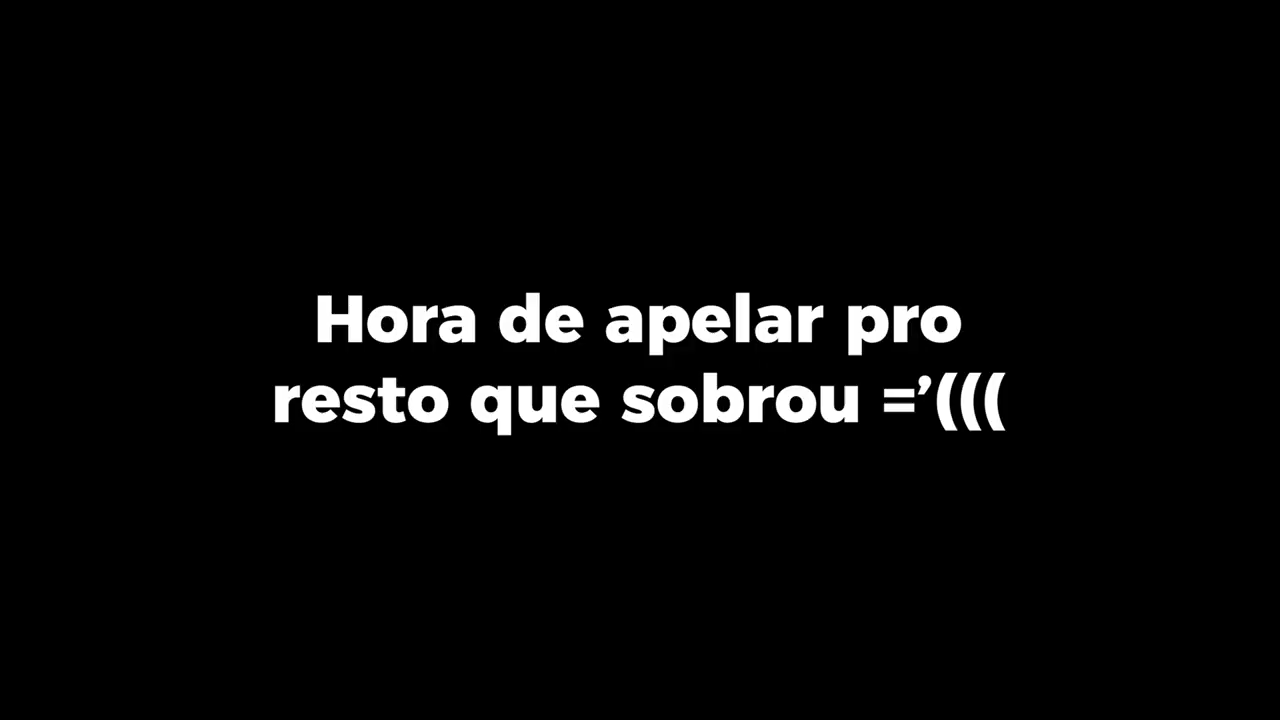 Hora de apelar pro
resto que sobrou =’(((